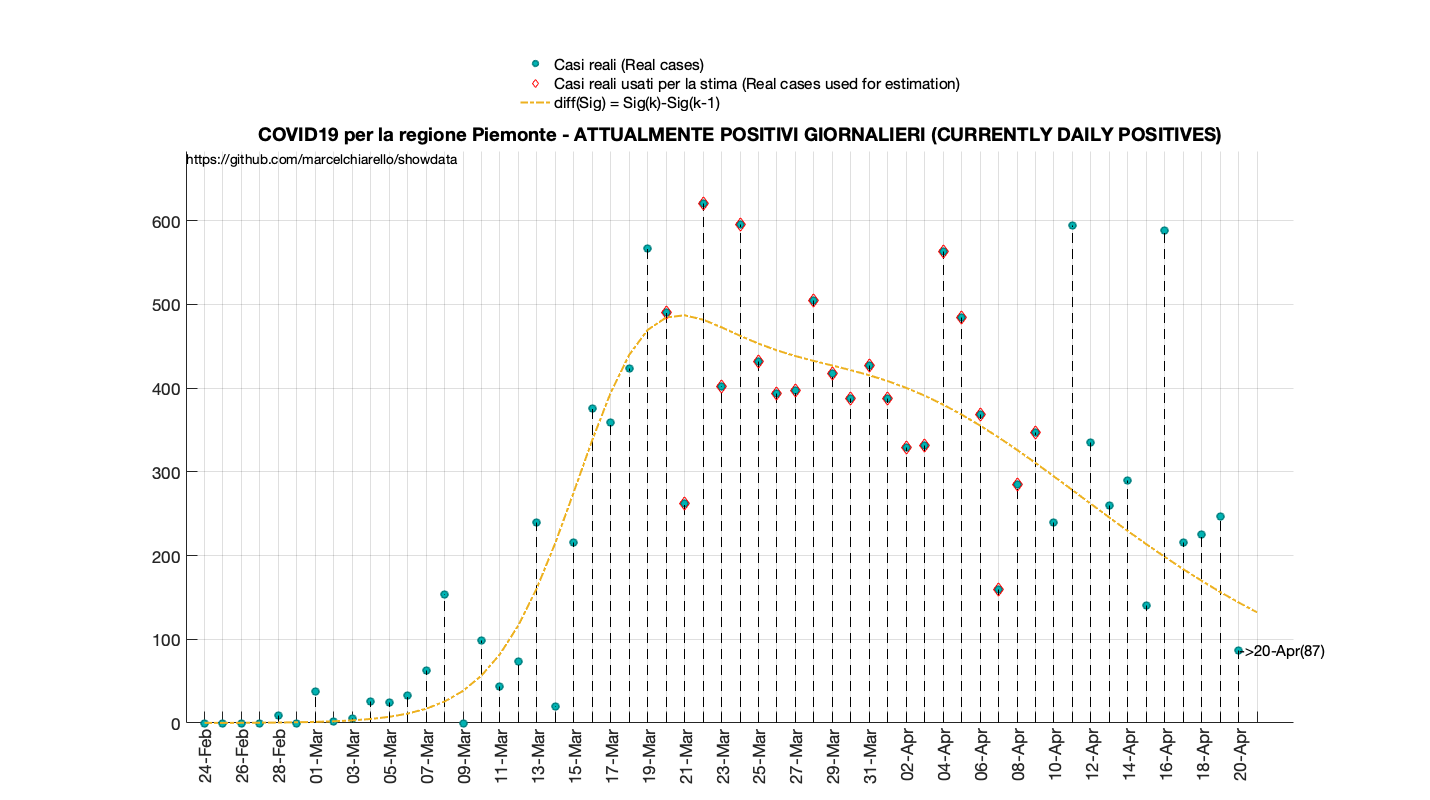 Casi reali (Real cases)
Casi reali usati per la stima (Real cases used for estimation)
diff(Sig) = Sig(k)-Sig(k-1)
COVID19 per la regione Piemonte - ATTUALMENTE POSITIVI GIORNALIERI (CURRENTLY DAILY POSITIVES)
https://github.com/marcelchiarello/showdata
600
500
400
300
200
100
0
->20-Apr(87)
24-Feb
26-Feb
28-Feb
01-Mar
03-Mar
05-Mar
07-Mar
09-Mar
11-Mar
13-Mar
15-Mar
17-Mar
19-Mar
21-Mar
23-Mar
25-Mar
27-Mar
29-Mar
31-Mar
02-Apr
04-Apr
06-Apr
08-Apr
10-Apr
12-Apr
14-Apr
16-Apr
18-Apr
20-Apr